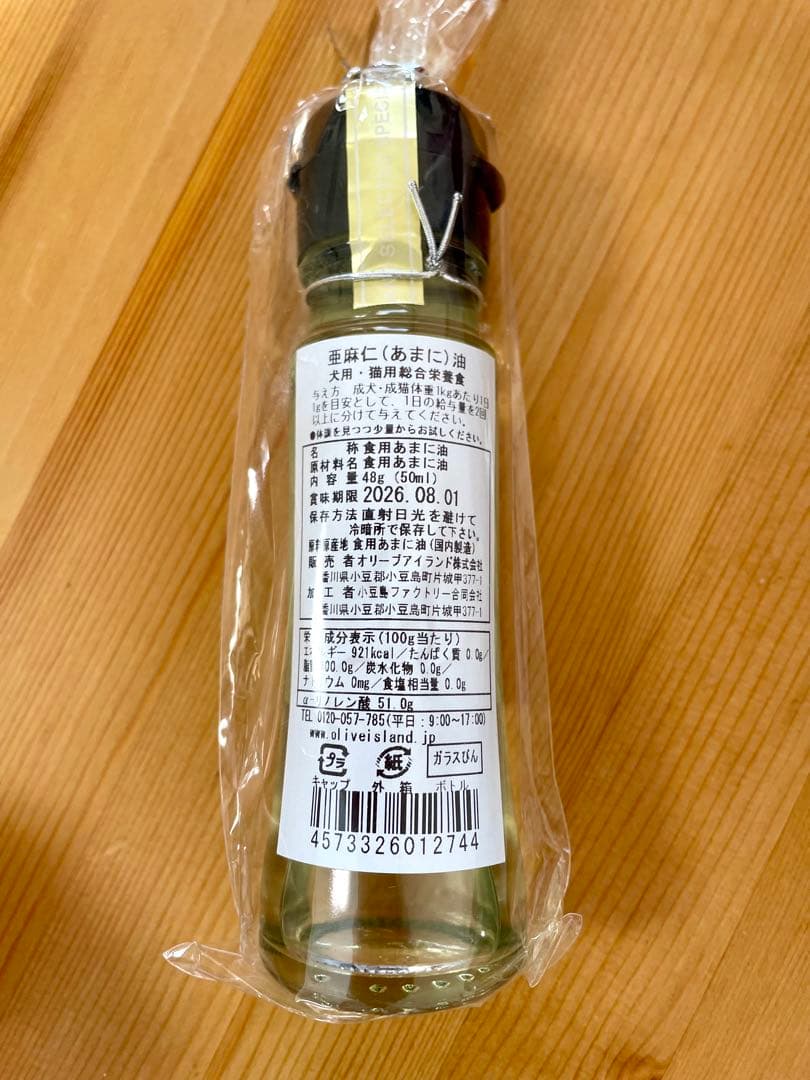 SPECI
亜麻仁(あまに)油
犬用・猫用総合栄養食
与え方 成犬・成猫体重1kgあたり1日
1gを目安として、1日の給与量を2回
以上に分けて与えてください。
●体調を見つつ少量からお試しください。
名 称 食用あまに油
原材料名 食用あまに油
内容量 48g (50ml)
賞味期限 2026.08.01
保存方法 直射日光を避けて
冷暗所で保存して下さい。
原産地 食用あまに油(国内製造)
販売者 オリーブアイランド株式会社
香川県小豆郡小豆島町片城甲377-1
加工者 小豆島ファクトリー合同会社
香川県小豆郡小豆島町片城甲377-1
栄 成分表示(100g当たり)
エネルギー 921kcal/たんぱく質 0.0g/
脂 00.0g/炭水化物 0.0g/
ナ ウム 0mg/食塩相当量 0.0g
α-リノレン酸 51.0g
TEL 0120-057-785(平日:9:00~17:00)
www.oliveisland.jp
プラ 紙 ガラスびん
キャップ 外箱 ボトル
4573326012744